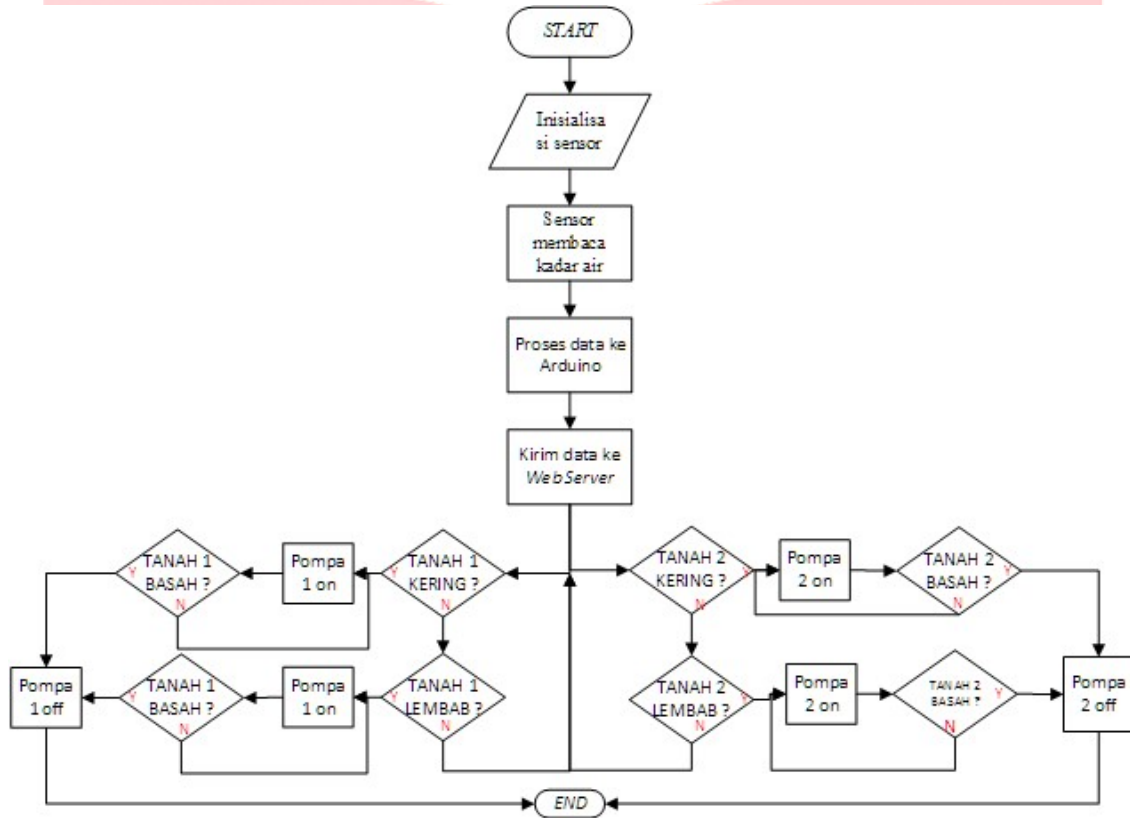 START
Inisialisa
si sensor
Sensor
membaca
kadar air
Proses data ke
Arduino
Kirim data ke
WebServer
TANAH 1
BASAH ?
Y
N
Pompa
1 on
TANAH 1
KERING ?
Y
N
TANAH 2
KERING ?
Y
N
Pompa
2 on
TANAH 2
BASAH ?
Y
N
Pompa
1 off
TANAH 1
BASAH ?
Y
N
Pompa
1 on
TANAH 1
LEMBAB ?
Y
N
TANAH 2
LEMBAB ?
Y
N
Pompa
2 on
TANAH 2
BASAH ?
Y
N
Pompa
2 off
END